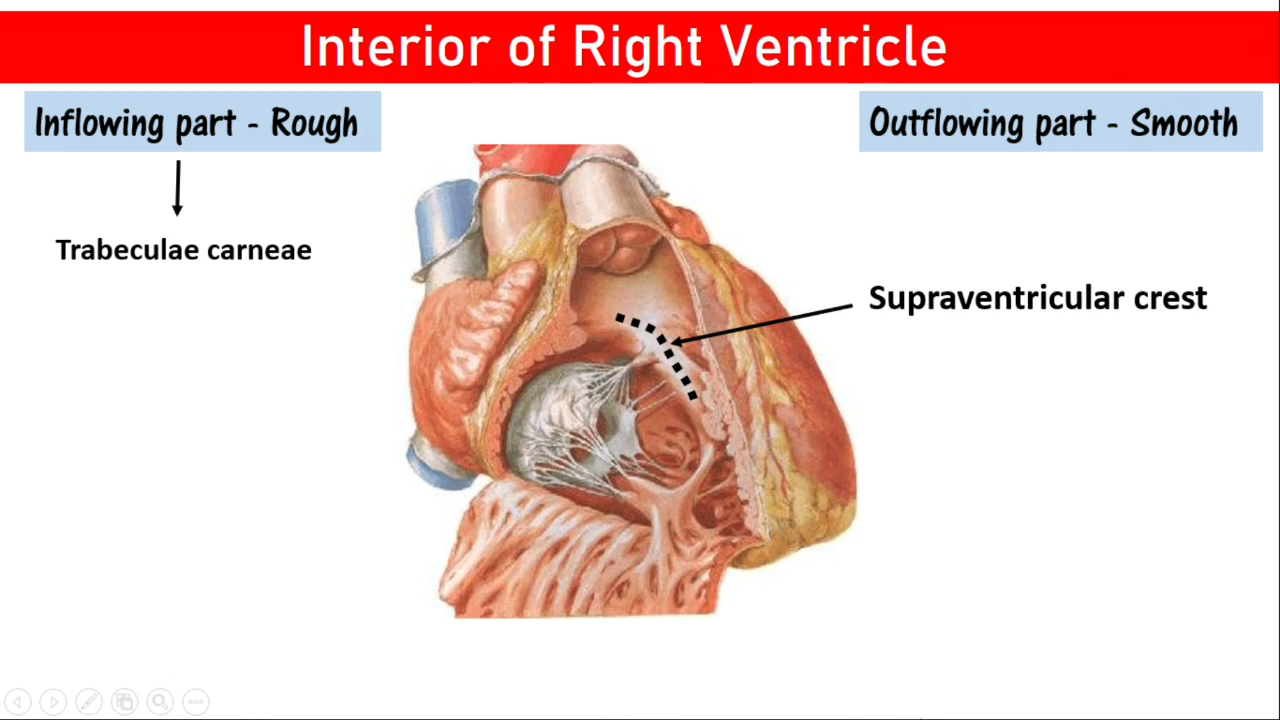 Interior of Right Ventricle
Inflowing part - Rough
Outflowing part - Smooth
Trabeculae carneae
Supraventricular crest